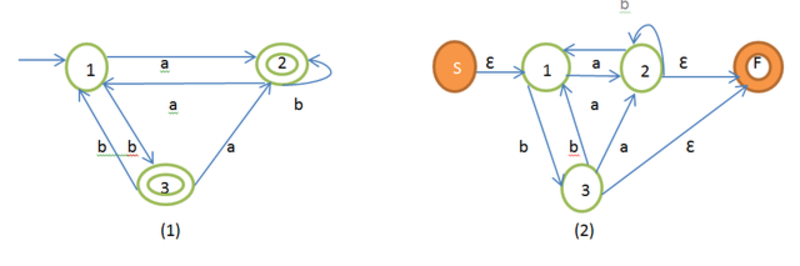 b
S ε 1 a 2 ε F
1 a 2
a b
a
b b a
b b a ε
3
3
(1) (2)